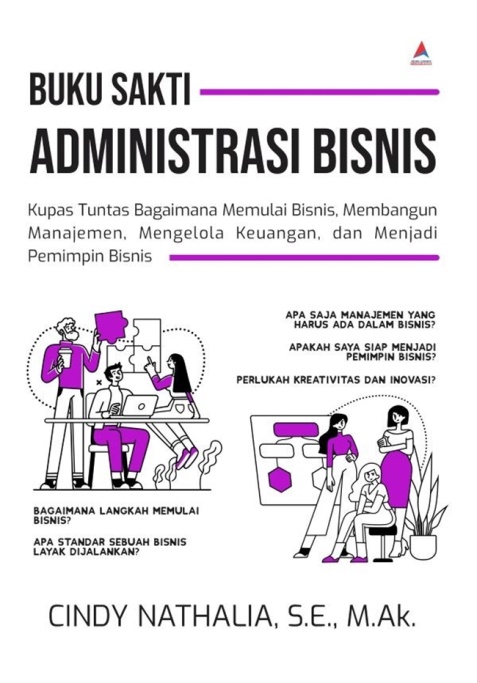 BUKU SAKTI
ADMINISTRASI BISNIS
Kupas Tuntas Bagaimana Memulai Bisnis, Membangun
Manajemen, Mengelola Keuangan, dan Menjadi
Pemimpin Bisnis
APA SAJA MANAJEMEN YANG
HARUS ADA DALAM BISNIS?
APAKAH SAYA SIAP MENJADI
PEMIMPIN BISNIS?
PERLUKAH KREATIVITAS DAN INOVASI?
BAGAIMANA LANGKAH MEMULAI
BISNIS?
APA STANDAR SEBUAH BISNIS
LAYAK DIJALANKAN?
CINDY NATHALIA, S.E., M.Ak.